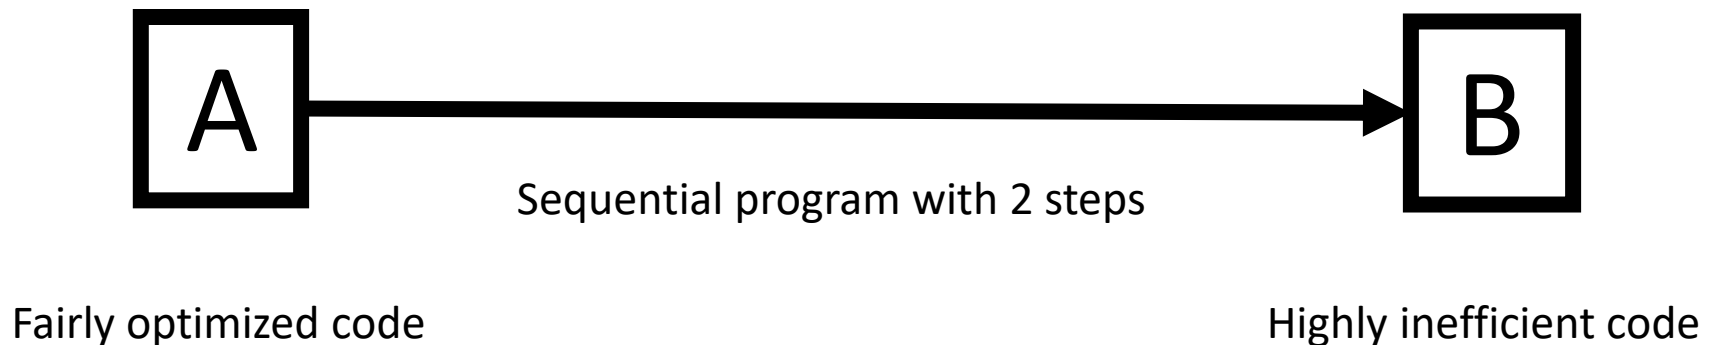 A
B
Sequential program with 2 steps
Fairly optimized code
Highly inefficient code